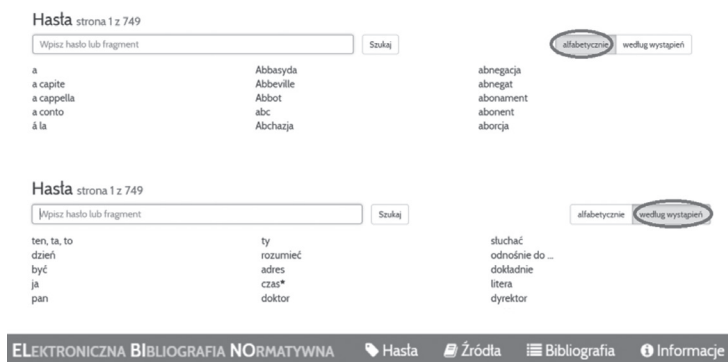 Hasła strona 1 z 749
Wpisz hasło lub fragment Szukaj alfabetycznie według wystąpień
a Abbasyda abnegacja
a capite Abbeville abnegat
a cappella Abbot abonament
a conto abc abonent
á la Abchazja aborcja
Hasła strona 1 z 749
Wpisz hasło lub fragment Szukaj alfabetycznie według wystąpień
ten, ta, to ty słuchać
dzień rozumieć odnośnie do ...
być adres dokładnie
ja czas* litera
pan doktor dyrektor
ELEKTRONICZNA BIBLIOGRAFIA NORMATYWNA Hasła Źródła Bibliografia Informacje